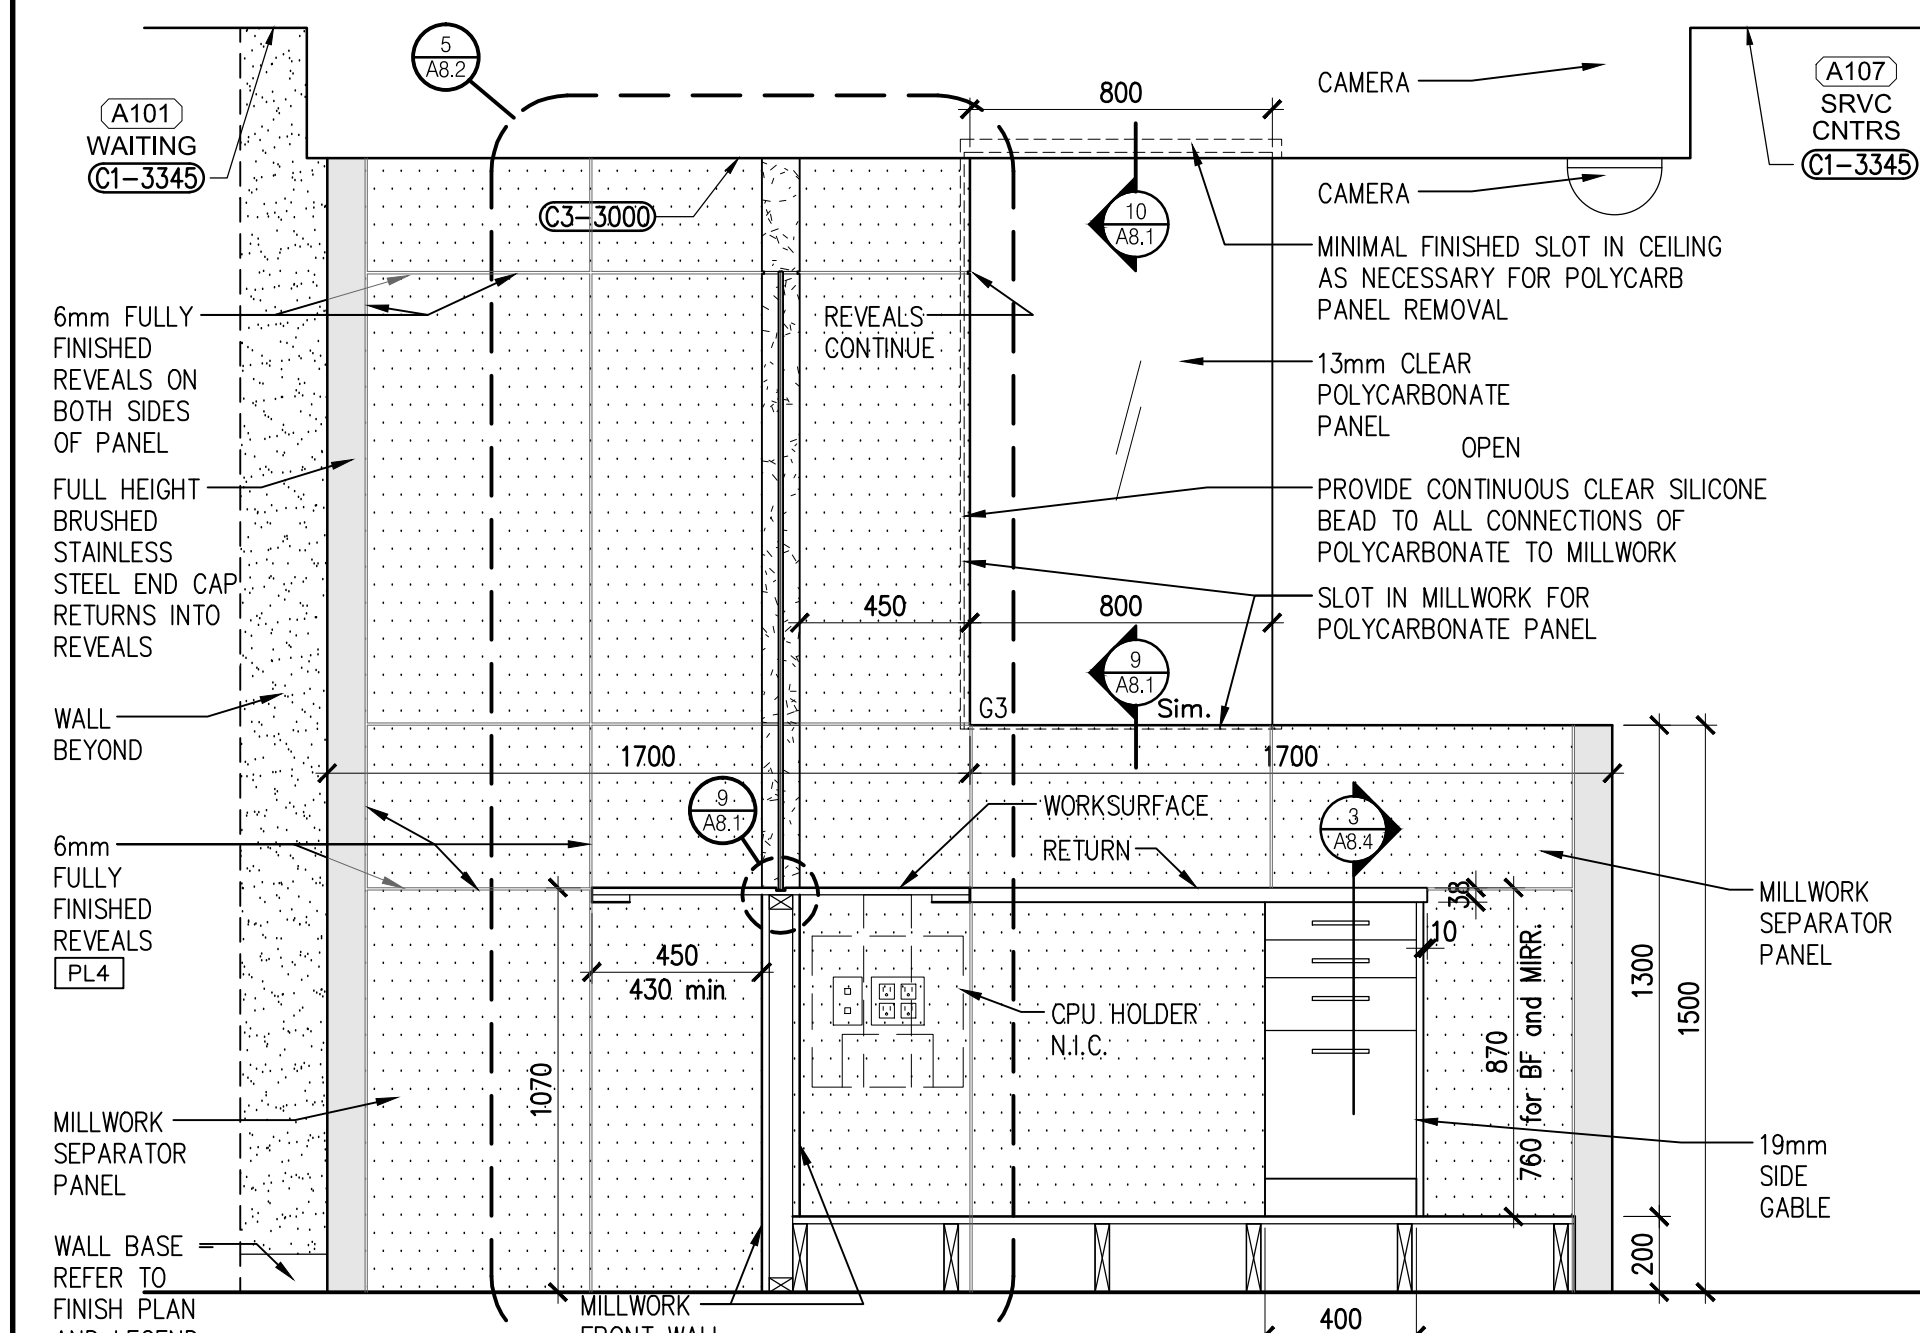 5
A8.2
A101
WAITING
C1-3345
C3-3000
800
10
A8.1
CAMERA
CAMERA
A107
SRVC
CNTRS
C1-3345
MINIMAL FINISHED SLOT IN CEILING
AS NECESSARY FOR POLYCARB
PANEL REMOVAL
6mm FULLY
FINISHED
REVEALS ON
BOTH SIDES
OF PANEL
REVEALS
CONTINUE
13mm CLEAR
POLYCARBONATE
PANEL
OPEN
FULL HEIGHT
BRUSHED
STAINLESS
STEEL END CAP
RETURNS INTO
REVEALS
PROVIDE CONTINUOUS CLEAR SILICONE
BEAD TO ALL CONNECTIONS OF
POLYCARBONATE TO MILLWORK
450
800
SLOT IN MILLWORK FOR
POLYCARBONATE PANEL
9
A8.1
Sim.
G3
WALL
BEYOND
1700
1700
9
A8.1
WORKSURFACE
RETURN
3
A8.4
6mm
FULLY
FINISHED
REVEALS
PL4
38
10
MILLWORK
SEPARATOR
PANEL
450
430 min
CPU HOLDER
N.I.C.
870
760 for BF and MIRR.
1300
1500
1070
MILLWORK
SEPARATOR
PANEL
19mm
SIDE
GABLE
WALL BASE -
REFER TO
FINISH PLAN
AND LEGEND
200
MILLWORK
FRONT WALL
400